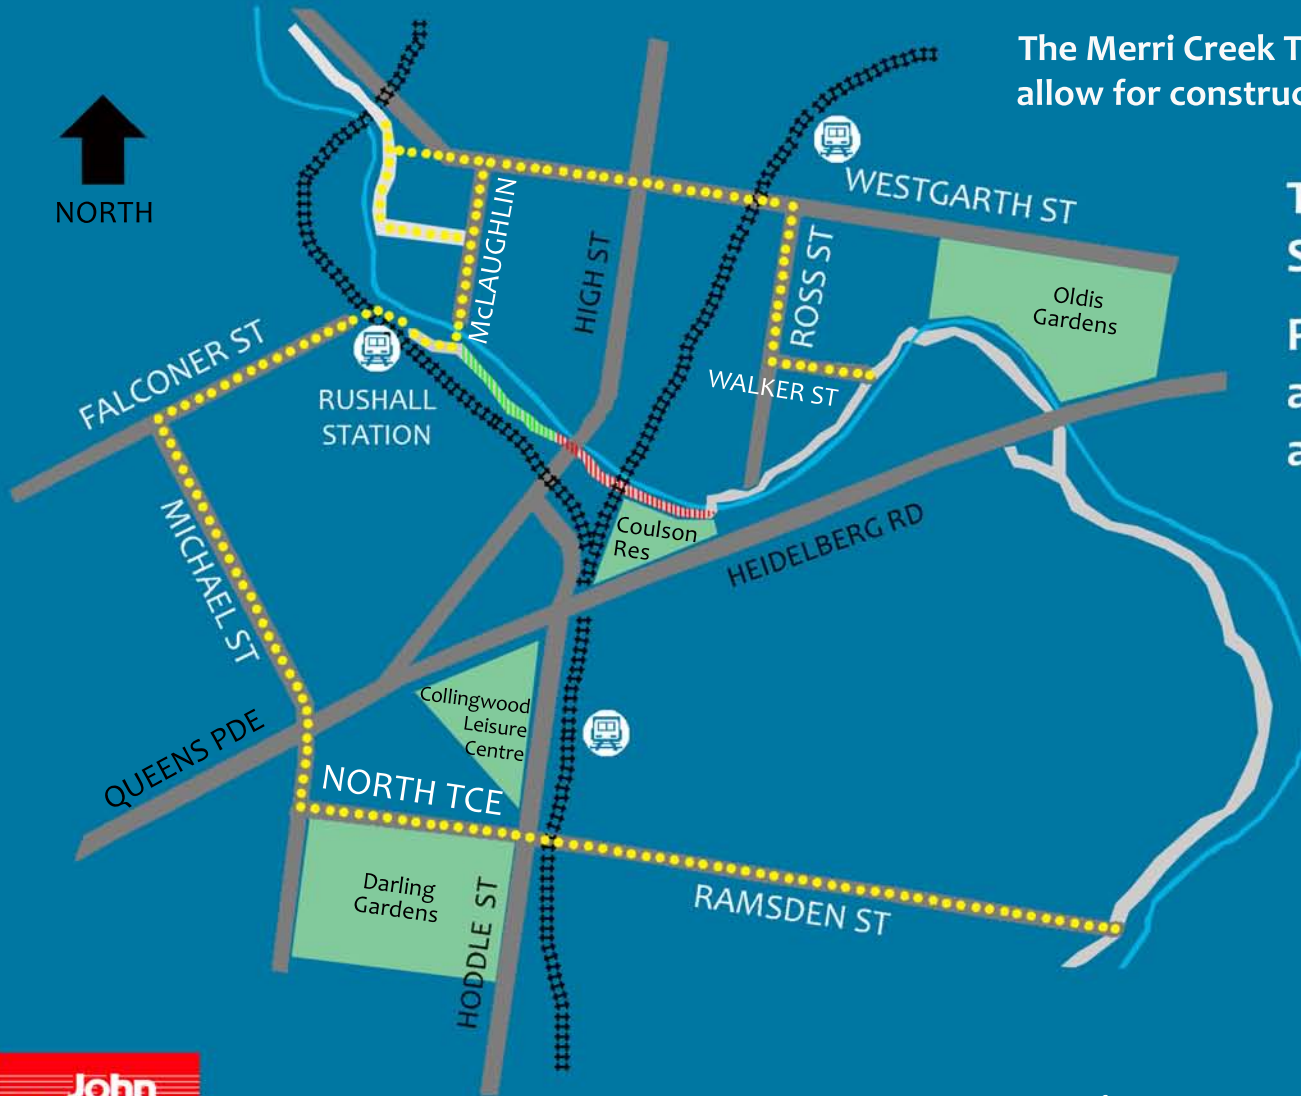 The Merri Creek T
allow for construc
NORTH
WESTGARTH ST
McLAUGHLIN
HIGH ST
ROSS ST
Oldis
Gardens
FALCONER ST
RUSHALL
STATION
WALKER ST
MICHAEL ST
Coulson
Res
HEIDELBERG RD
Collingwood
Leisure
Centre
QUEENS PDE
NORTH TCE
Darling
Gardens
HODDLE ST
RAMSDEN ST
John